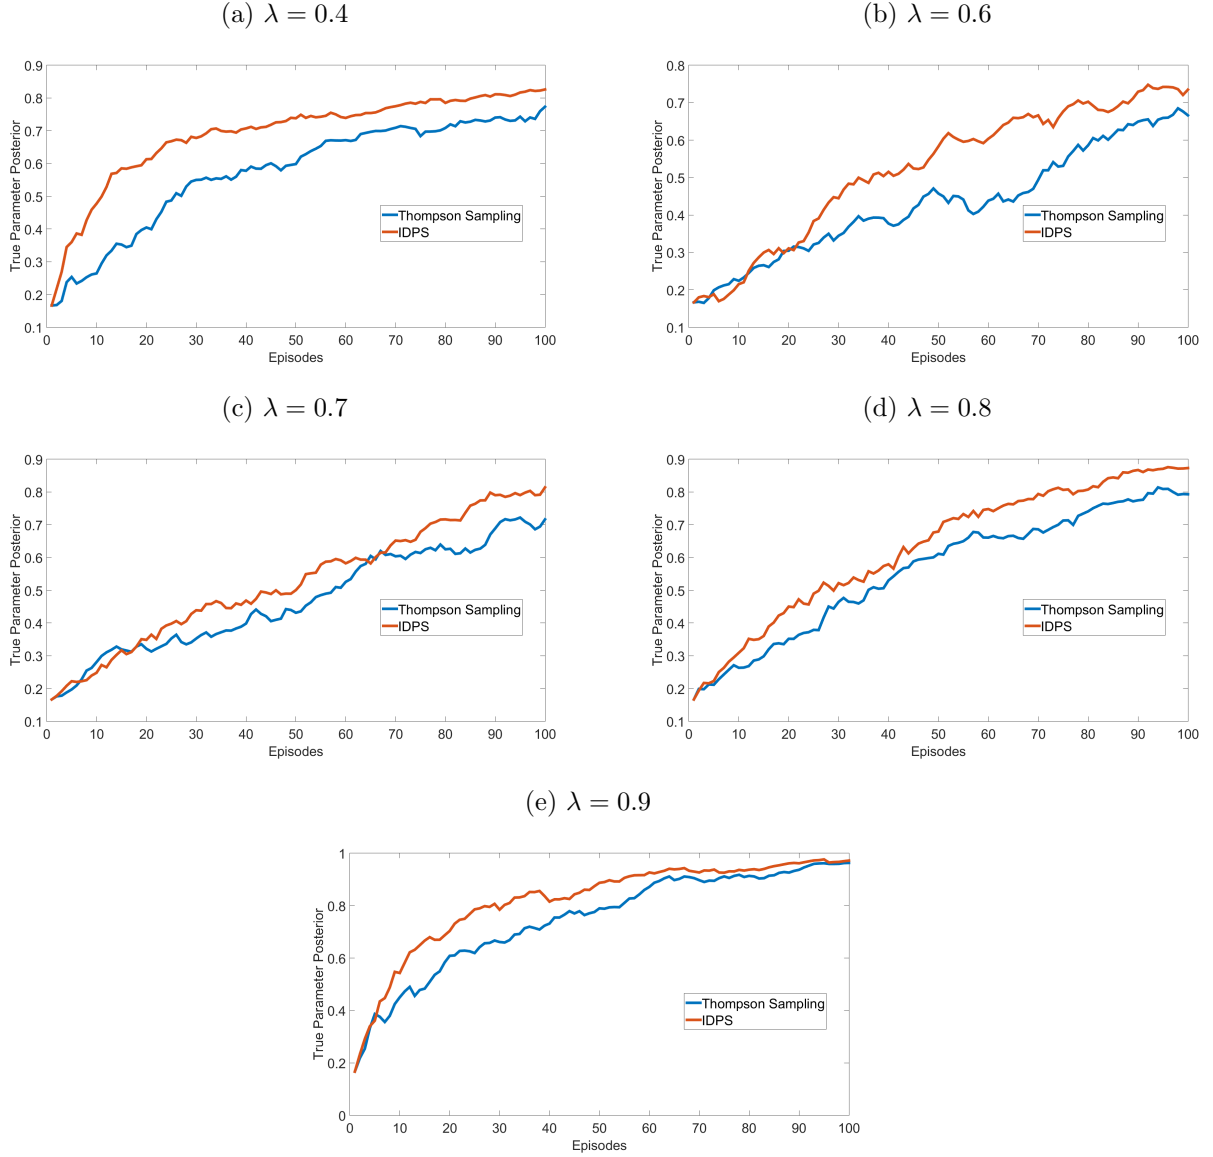 (a) λ = 0.4
0.9
0.8
0.7
0.6
0.5
0.4
0.3
0.2
0.1
True Parameter Posterior
Thompson Sampling
IDPS
0 10 20 30 40 50 60 70 80 90 100
Episodes
(b) λ = 0.6
0.8
0.7
0.6
0.5
0.4
0.3
0.2
0.1
True Parameter Posterior
Thompson Sampling
IDPS
0 10 20 30 40 50 60 70 80 90 100
Episodes
(c) λ = 0.7
0.9
0.8
0.7
0.6
0.5
0.4
0.3
0.2
0.1
True Parameter Posterior
Thompson Sampling
IDPS
0 10 20 30 40 50 60 70 80 90 100
Episodes
(d) λ = 0.8
0.9
0.8
0.7
0.6
0.5
0.4
0.3
0.2
0.1
True Parameter Posterior
Thompson Sampling
IDPS
0 10 20 30 40 50 60 70 80 90 100
Episodes
(e) λ = 0.9
1
0.8
0.6
0.4
0.2
0
True Parameter Posterior
Thompson Sampling
IDPS
0 10 20 30 40 50 60 70 80 90 100
Episodes